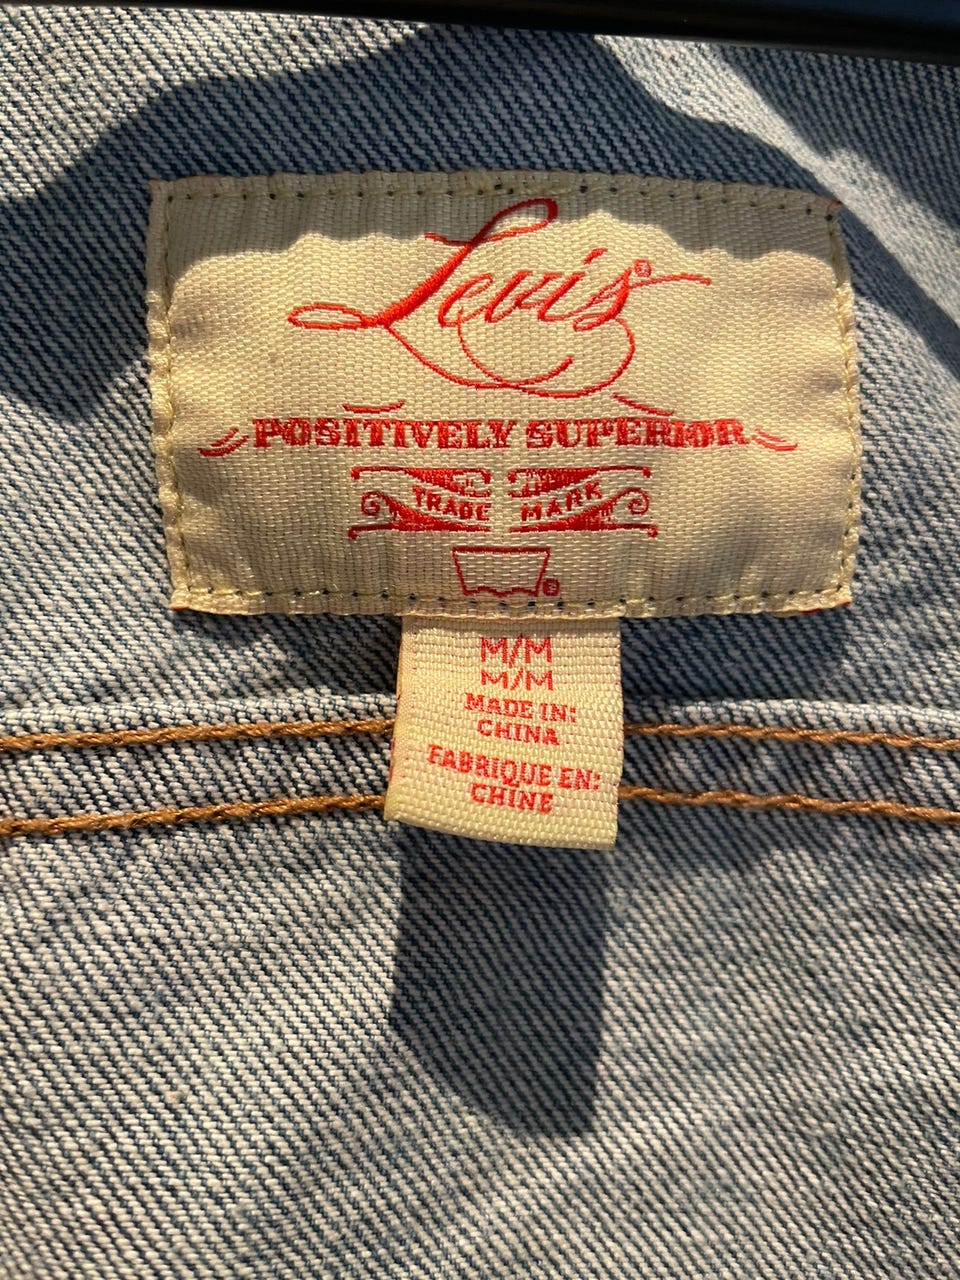 Levi's®
POSITIVELY SUPERIOR
TRADE MARK
®
M/M
M/M
MADE IN:
CHINA
FABRIQUE EN:
CHINE